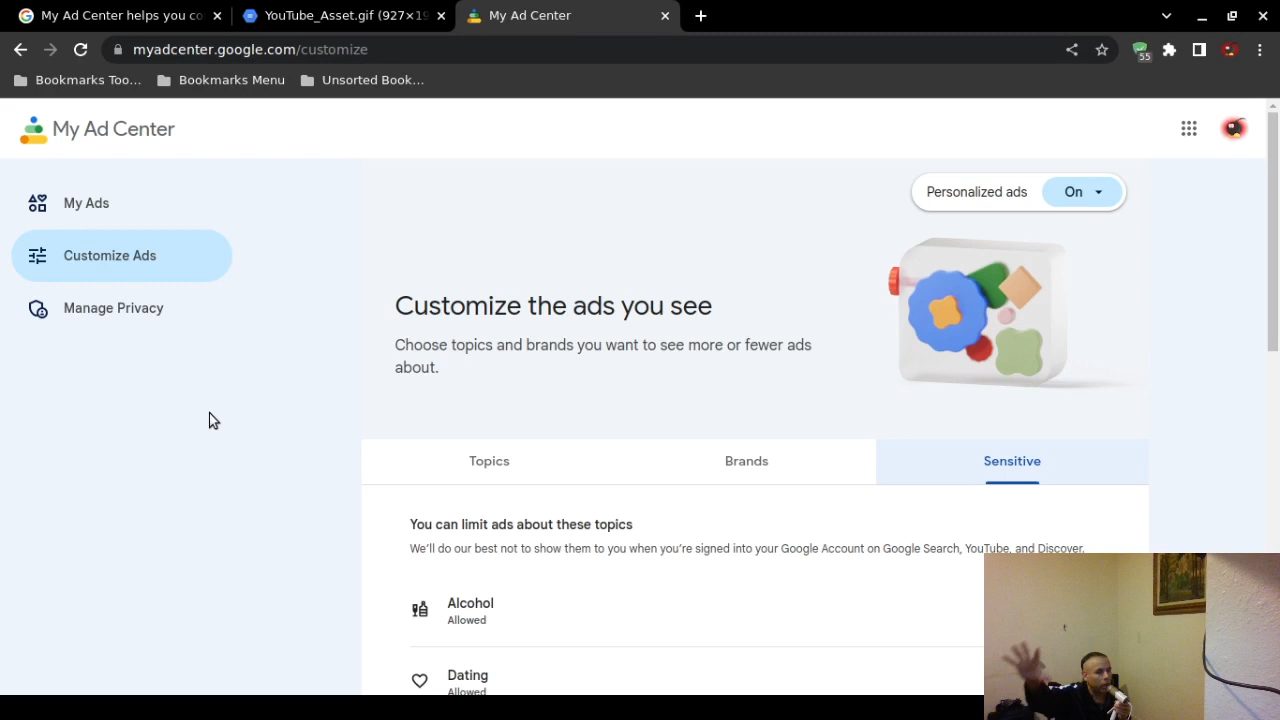 My Ad Center helps you co
YouTube_Asset.gif (927×19
My Ad Center
myadcenter.google.com/customize
55
Bookmarks Too...
Bookmarks Menu
Unsorted Book...
My Ad Center
My Ads
Customize Ads
Manage Privacy
Personalized ads
On
Customize the ads you see
Choose topics and brands you want to see more or fewer ads
about.
Topics
Brands
Sensitive
You can limit ads about these topics
We'll do our best not to show them to you when you're signed into your Google Account on Google Search, YouTube, and Discover.
Alcohol
Allowed
Dating
Allowed